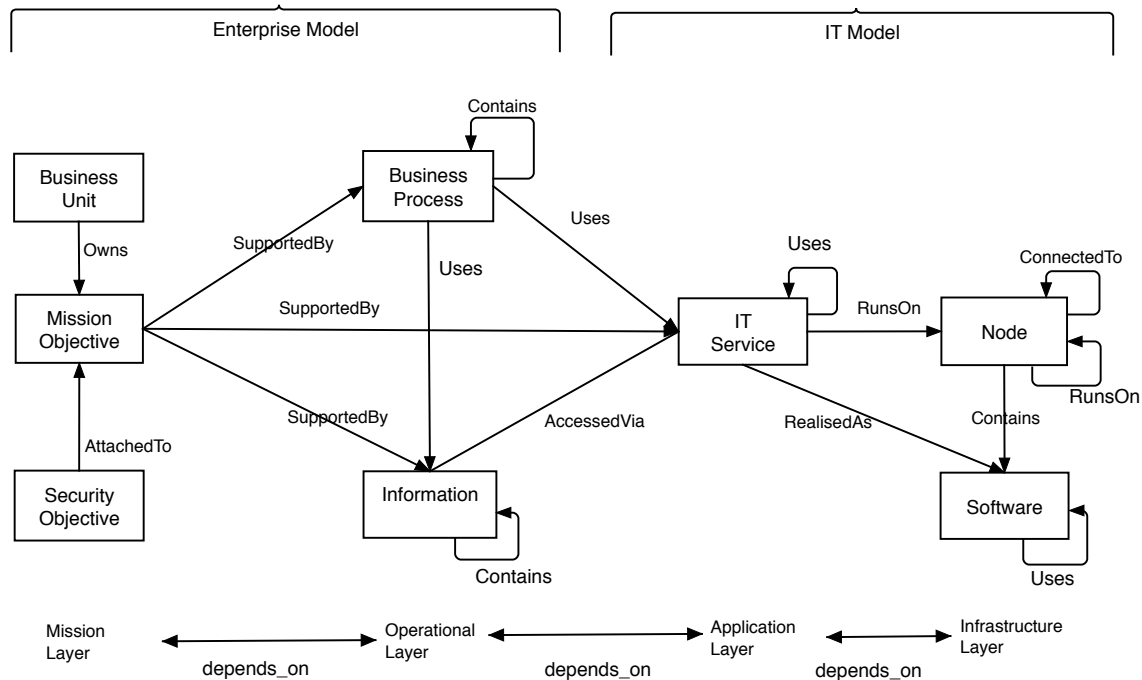 Enterprise Model
IT Model
Contains
Business
Unit
Business
Process
Owns
SupportedBy
Uses
Uses
Uses
ConnectedTo
Mission
Objective
SupportedBy
IT
Service
RunsOn
Node
RunsOn
SupportedBy
AccessedVia
RealisedAs
Contains
AttachedTo
Security
Objective
Information
Software
Contains
Uses
Mission
Layer
depends_on
Operational
Layer
depends_on
Application
Layer
depends_on
Infrastructure
Layer